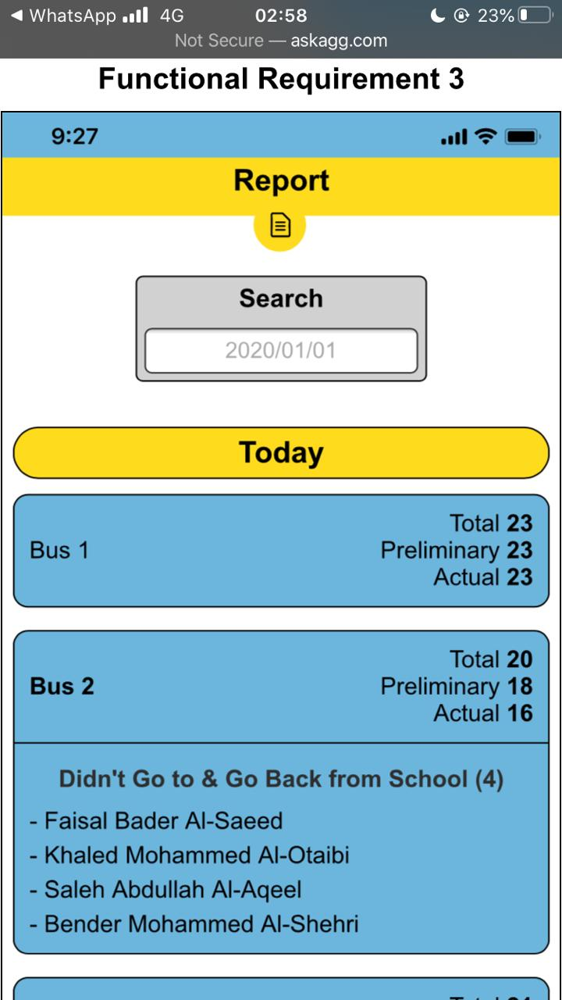 WhatsApp 4G 02:58 23%
Not Secure — askagg.com
Functional Requirement 3
9:27
Report
Search
2020/01/01
Today
Total 23
Bus 1
Preliminary 23
Actual 23
Total 20
Bus 2
Preliminary 18
Actual 16
Didn't Go to & Go Back from School (4)
- Faisal Bader Al-Saeed
- Khaled Mohammed Al-Otaibi
- Saleh Abdullah Al-Aqeel
- Bender Mohammed Al-Shehri